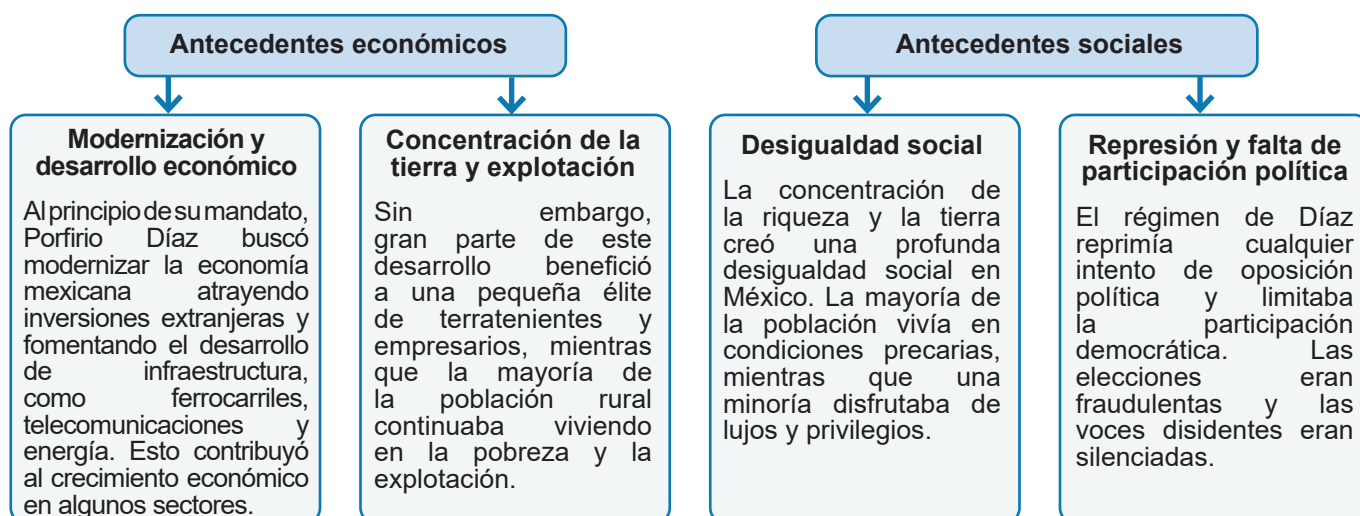 Antecedentes económicos
Modernización y
desarrollo económico
Al principio de su mandato,
Porfirio Díaz buscó
modernizar la economía
mexicana atrayendo
inversiones extranjeras y
fomentando el desarrollo
de infraestructura,
como ferrocarriles,
telecomunicaciones y
energía. Esto contribuyó
al crecimiento económico
en algunos sectores.
Concentración de la
tierra y explotación
Sin embargo,
gran parte de este
desarrollo benefició
a una pequeña élite
de terratenientes y
empresarios, mientras
que la mayoría de
la población rural
continuaba viviendo
en la pobreza y la
explotación.
Antecedentes sociales
Desigualdad social
La concentración de
la riqueza y la tierra
creó una profunda
desigualdad social en
México. La mayoría de
la población vivía en
condiciones precarias,
mientras que una
minoría disfrutaba de
lujos y privilegios.
Represión y falta de
participación política
El régimen de Díaz
reprimía cualquier
intento de oposición
política y limitaba
la participación
democrática. Las
elecciones eran
fraudulentas y las
voces disidentes eran
silenciadas.